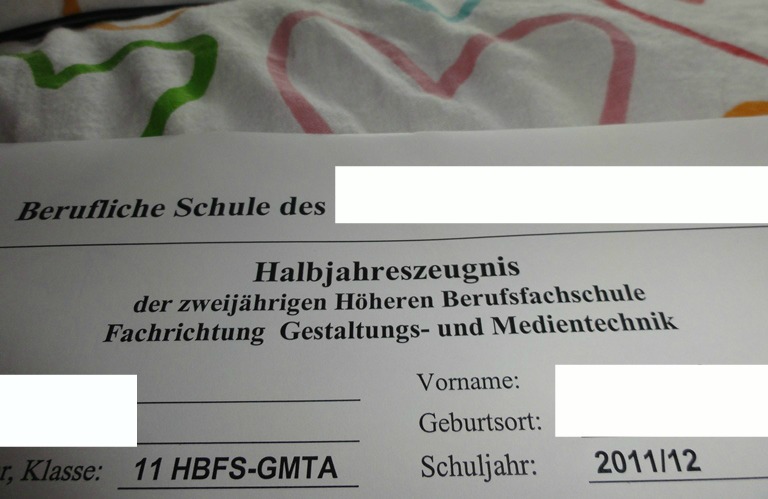 Berufliche Schule des
Halbjahreszeugnis
der zweijährigen Höheren Berufsfachschule
Fachrichtung Gestaltungs- und Medientechnik
Vorname:
Geburtsort:
r, Klasse: 11 HBFS-GMTA Schuljahr: 2011/12